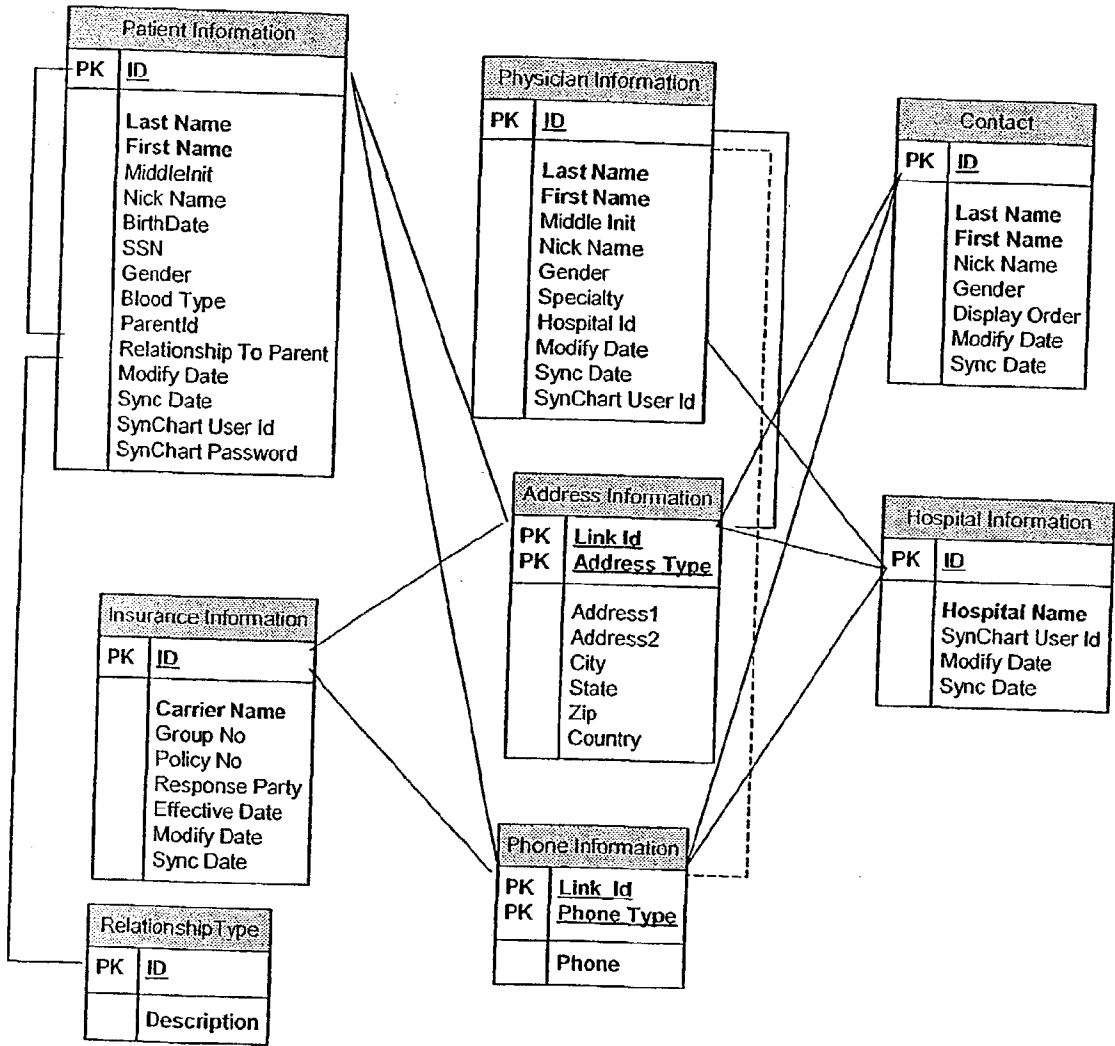 Patient Information
PK ID
Last Name
First Name
MiddleInit
Nick Name
BirthDate
SSN
Gender
Blood Type
ParentId
Relationship To Parent
Modify Date
Sync Date
SynChart User Id
SynChart Password
Physician Information
PK ID
Last Name
First Name
Middle Init
Nick Name
Gender
Specialty
Hospital Id
Modify Date
Sync Date
SynChart User Id
Contact
PK ID
Last Name
First Name
Nick Name
Gender
Display Order
Modify Date
Sync Date
Address Information
PK Link Id
PK Address Type
Address1
Address2
City
State
Zip
Country
Hospital Information
PK ID
Hospital Name
SynChart User Id
Modify Date
Sync Date
Insurance Information
PK ID
Carrier Name
Group No
Policy No
Response Party
Effective Date
Modify Date
Sync Date
Phone Information
PK Link_Id
PK Phone Type
Phone
RelationshipType
PK ID
Description